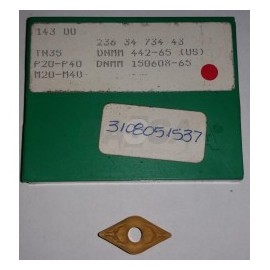 143 00
236 34 734 43
TN35 DNMM 442-65 (US)
P20-P40 DNMM 150608-65
M20-M40
3108051537